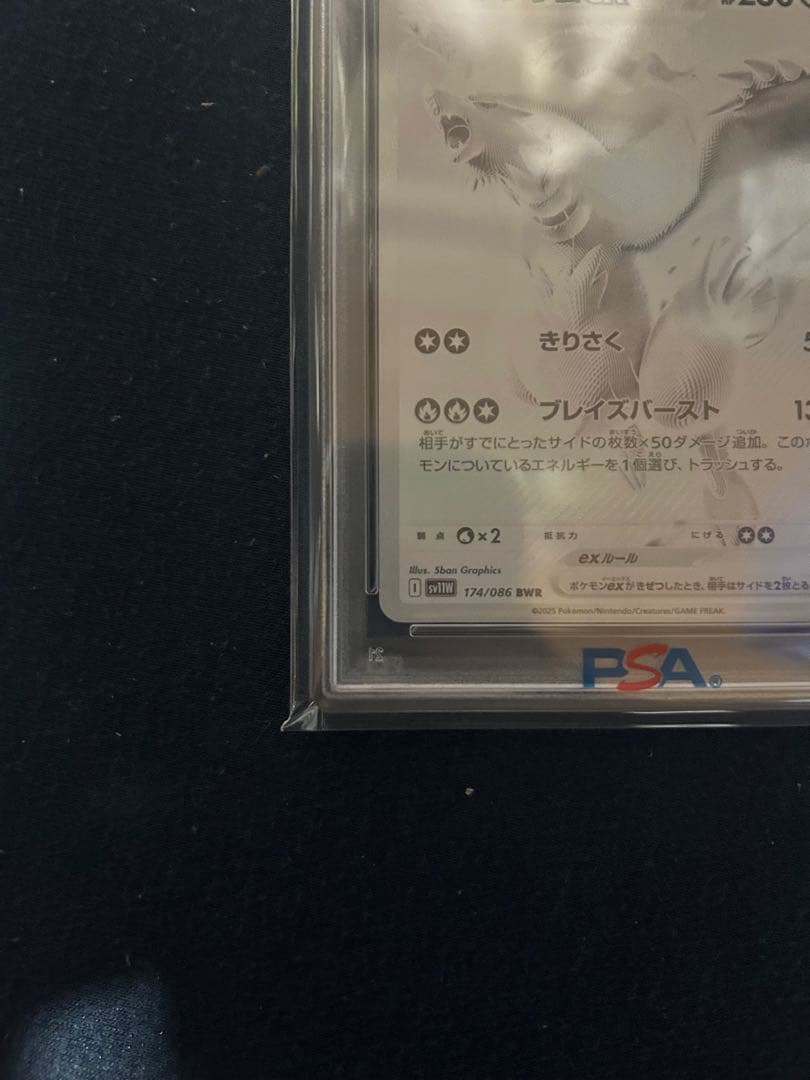 きりさく
ブレイズバースト 13
相手がすでにとったサイドの枚数×50ダメージ追加。この
モンについているエネルギーを1個選び、トラッシュする。
弱点 ×2 抵抗力 にげる
exルール
ポケモンexがきぜつしたとき、相手はサイドを2枚とる
Illus. 5ban Graphics
I sv11W 174/086 BWR
©2025 Pokémon/Nintendo/Creatures/GAME FREAK.
PSA®